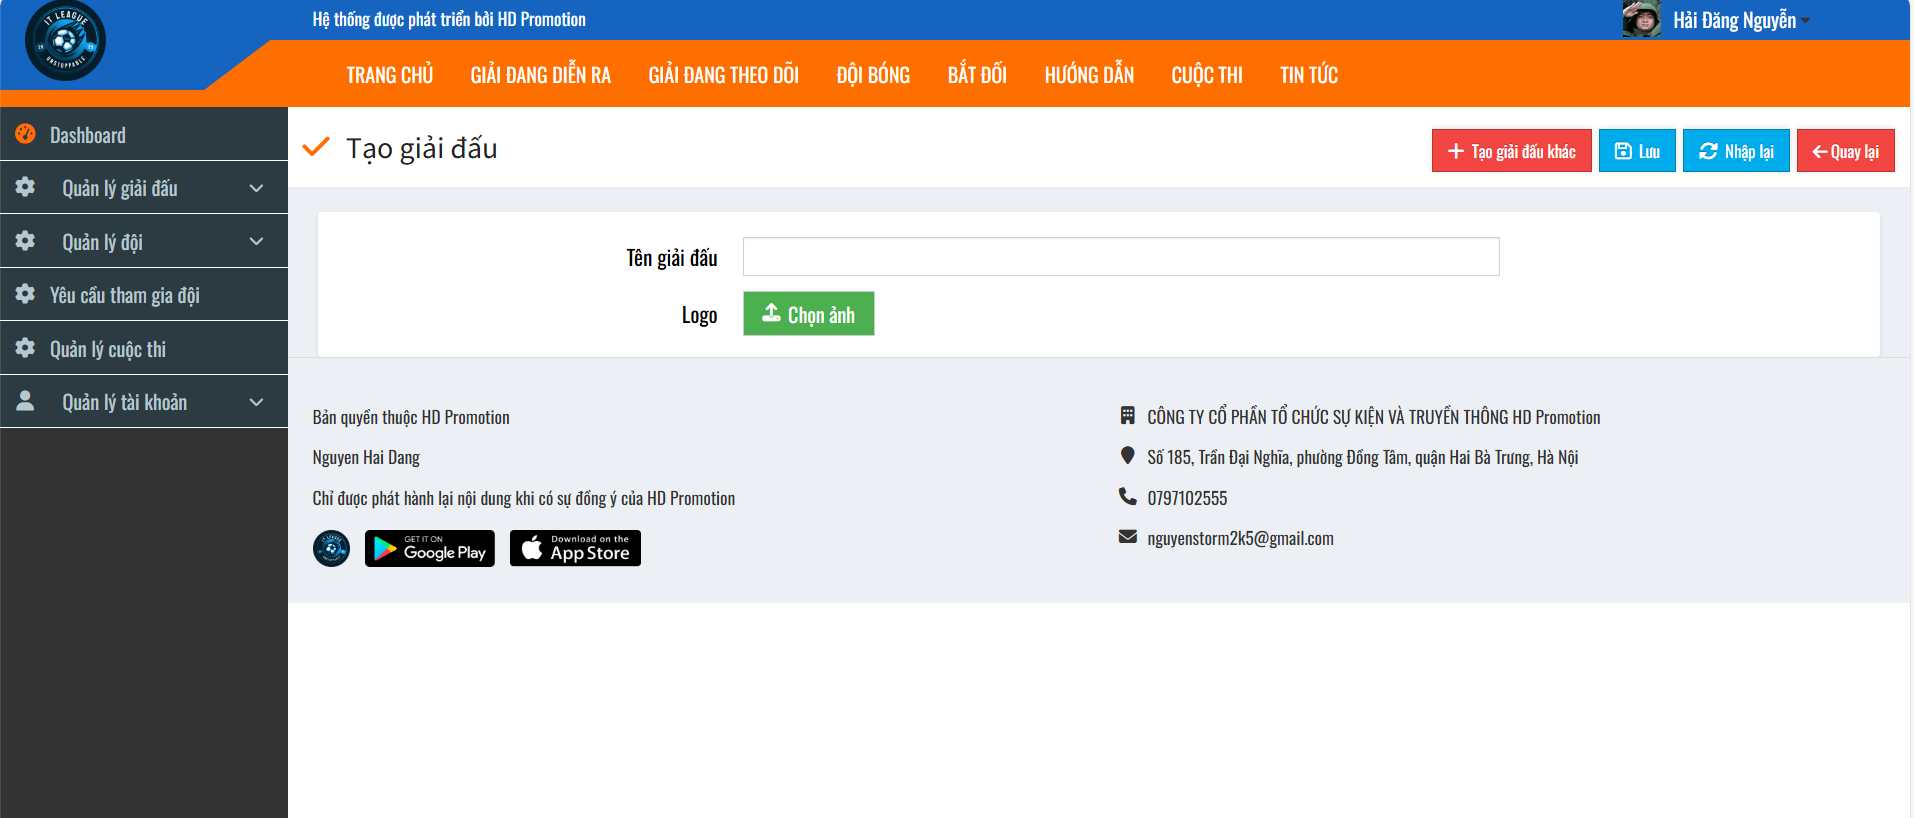 IT LEAGUE
UNSTOPPABLE
Hệ thống được phát triển bởi HD Promotion
Hải Đăng Nguyễn
TRANG CHỦ GIẢI ĐANG DIỄN RA GIẢI ĐANG THEO DÕI ĐỘI BÓNG BẮT ĐỐI HƯỚNG DẪN CUỘC THI TIN TỨC
Dashboard
Quản lý giải đấu
Quản lý đội
Yêu cầu tham gia đội
Quản lý cuộc thi
Quản lý tài khoản
Tạo giải đấu
Tạo giải đấu khác Lưu Nhập lại Quay lại
Tên giải đấu
Logo Chọn ảnh
Bản quyền thuộc HD Promotion
Nguyen Hai Dang
Chỉ được phát hành lại nội dung khi có sự đồng ý của HD Promotion
GET IT ON
Google Play
Download on the
App Store
CÔNG TY CỔ PHẦN TỔ CHỨC SỰ KIỆN VÀ TRUYỀN THÔNG HD Promotion
Số 185, Trần Đại Nghĩa, phường Đồng Tâm, quận Hai Bà Trưng, Hà Nội
0797102555
nguyenstorm2k5@gmail.com